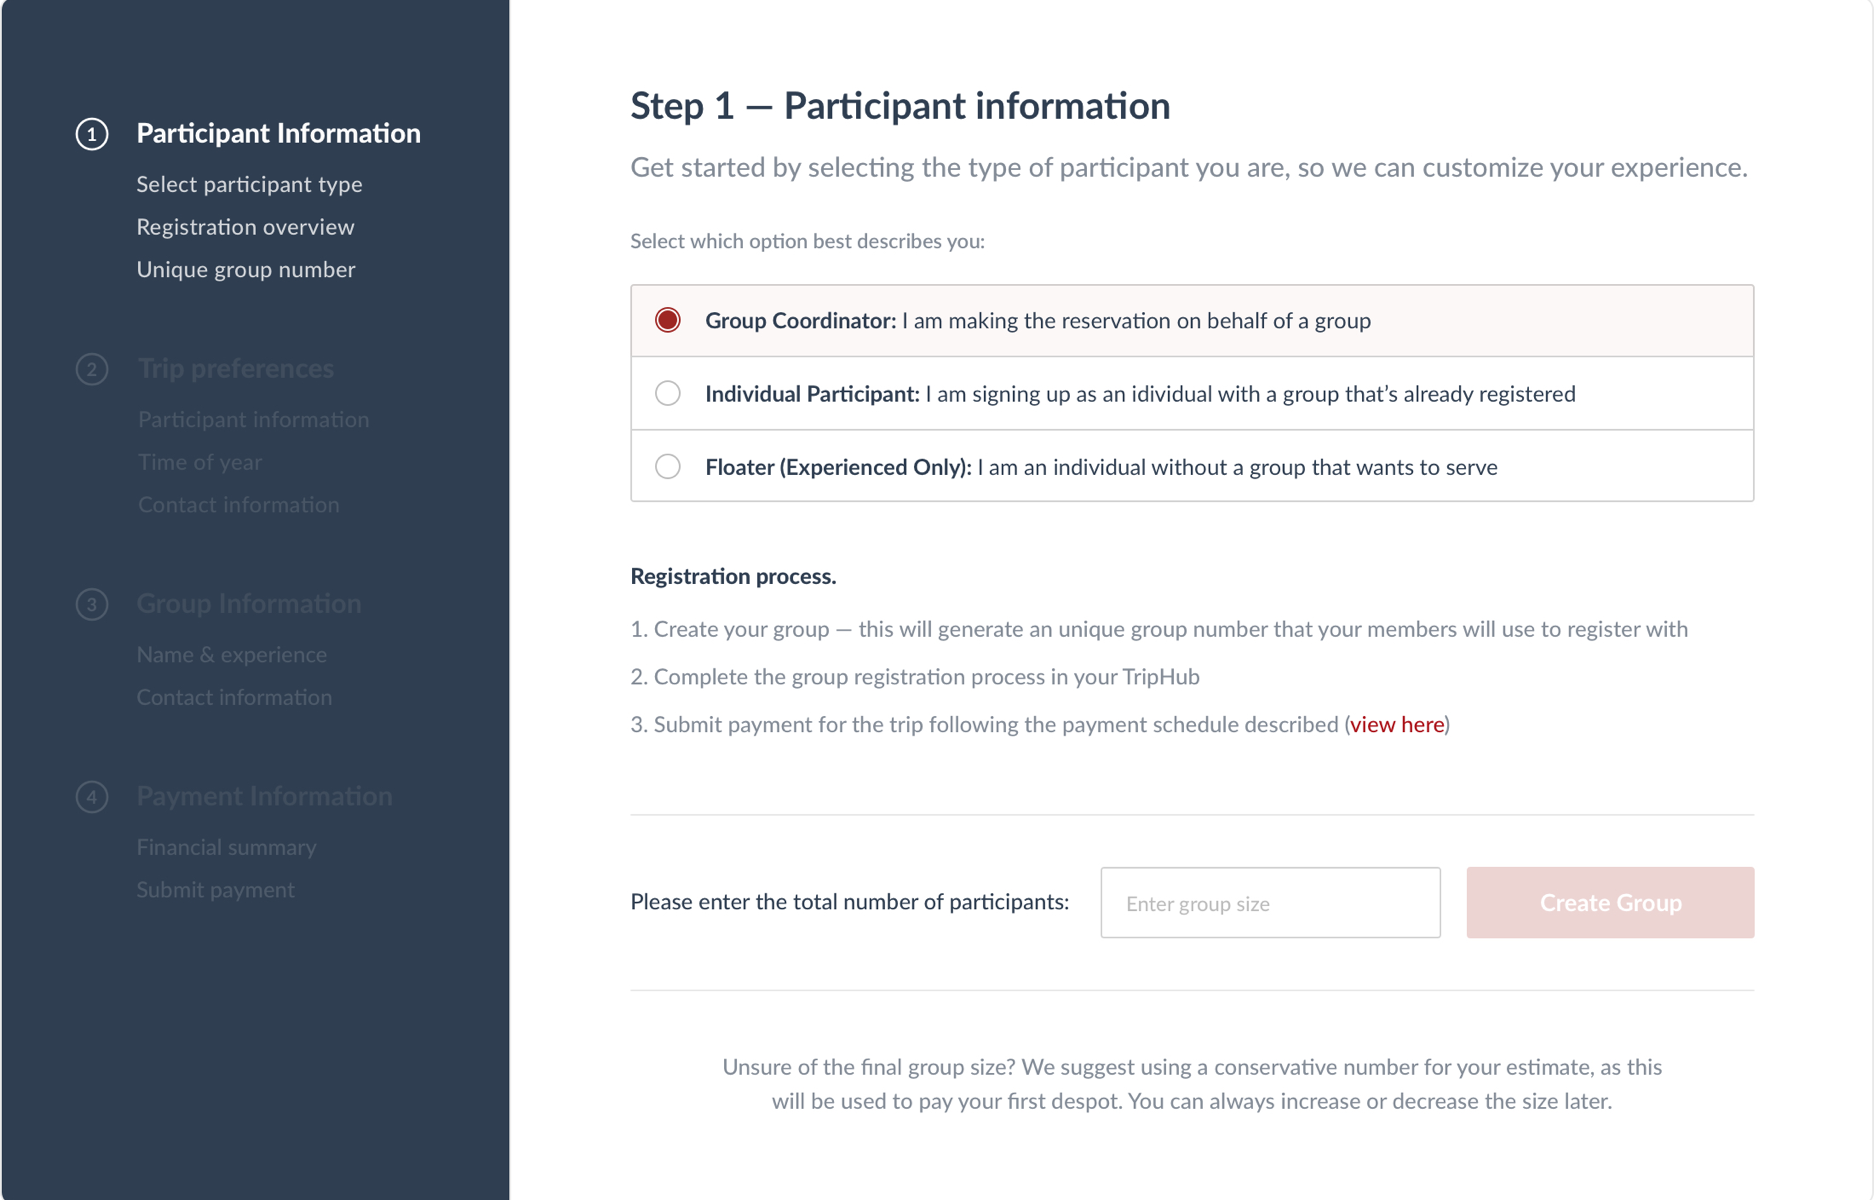 1 Participant Information
Select participant type
Registration overview
Unique group number
2 Trip preferences
Participant information
Time of year
Contact information
3 Group Information
Name & experience
Contact information
4 Payment Information
Financial summary
Submit payment
Step 1 — Participant information
Get started by selecting the type of participant you are, so we can customize your experience.
Select which option best describes you:
Group Coordinator: I am making the reservation on behalf of a group
Individual Participant: I am signing up as an idividual with a group that’s already registered
Floater (Experienced Only): I am an individual without a group that wants to serve
Registration process.
1. Create your group — this will generate an unique group number that your members will use to register with
2. Complete the group registration process in your TripHub
3. Submit payment for the trip following the payment schedule described (view here)
Please enter the total number of participants: Enter group size Create Group
Unsure of the final group size? We suggest using a conservative number for your estimate, as this
will be used to pay your first despot. You can always increase or decrease the size later.